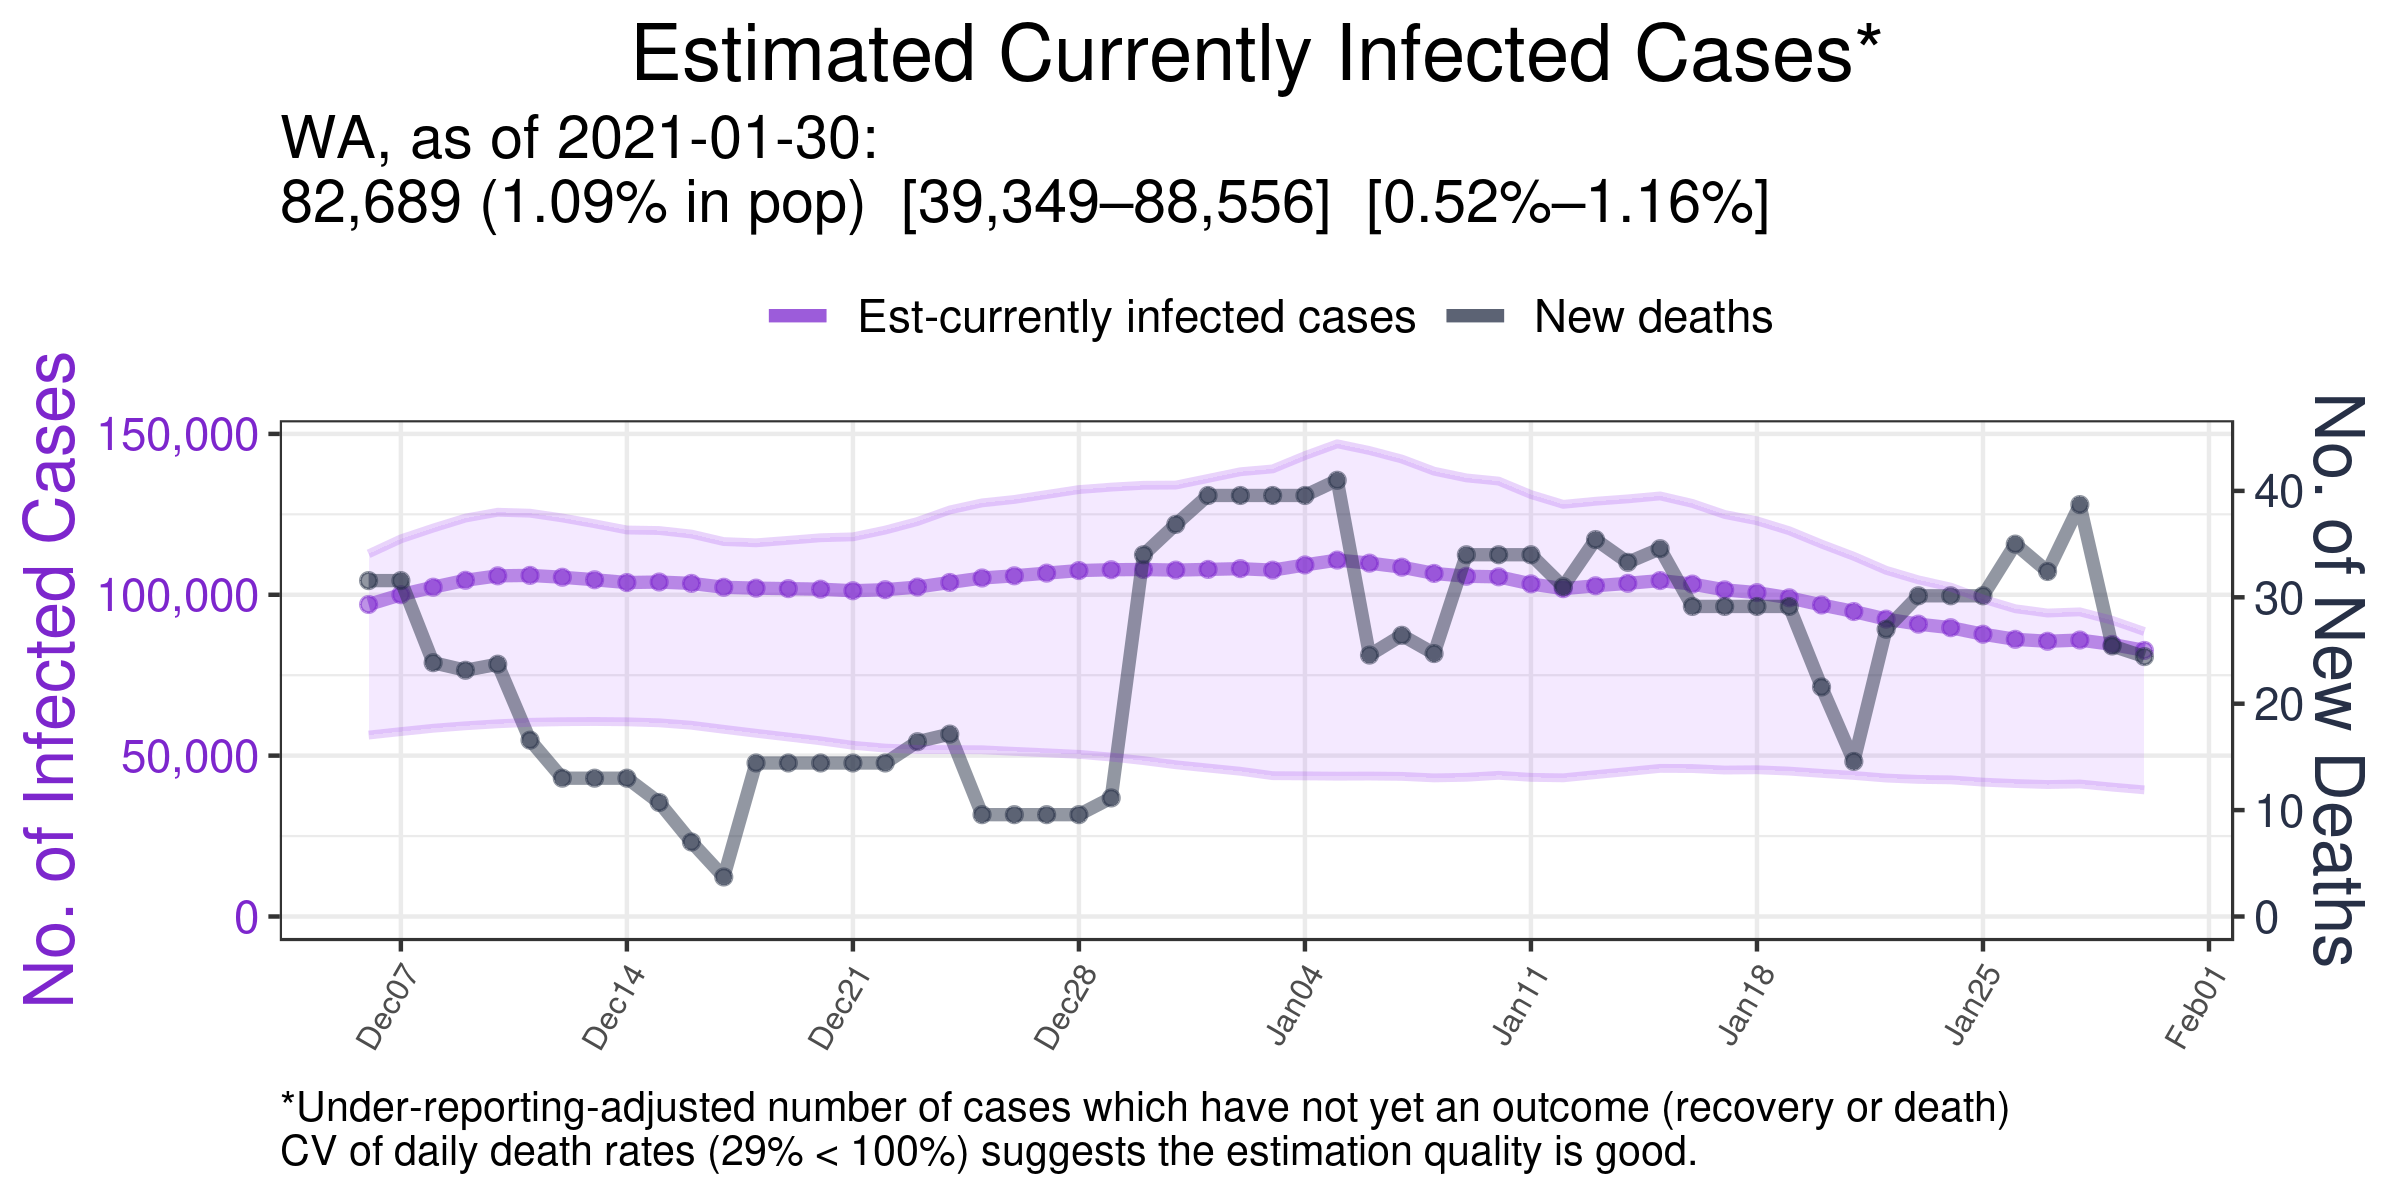 Estimated Currently Infected Cases*
WA, as of 2021-01-30:
82,689 (1.09% in pop)  [39,349–88,556]  [0.52%–1.16%]
Est-currently infected cases
New deaths
No. of Infected Cases
150,000
100,000
50,000
0
40
30
20
10
0
No. of New Deaths
Dec07
Dec14
Dec21
Dec28
Jan04
Jan11
Jan18
Jan25
Feb01
*Under-reporting-adjusted number of cases which have not yet an outcome (recovery or death)
CV of daily death rates (29% < 100%) suggests the estimation quality is good.